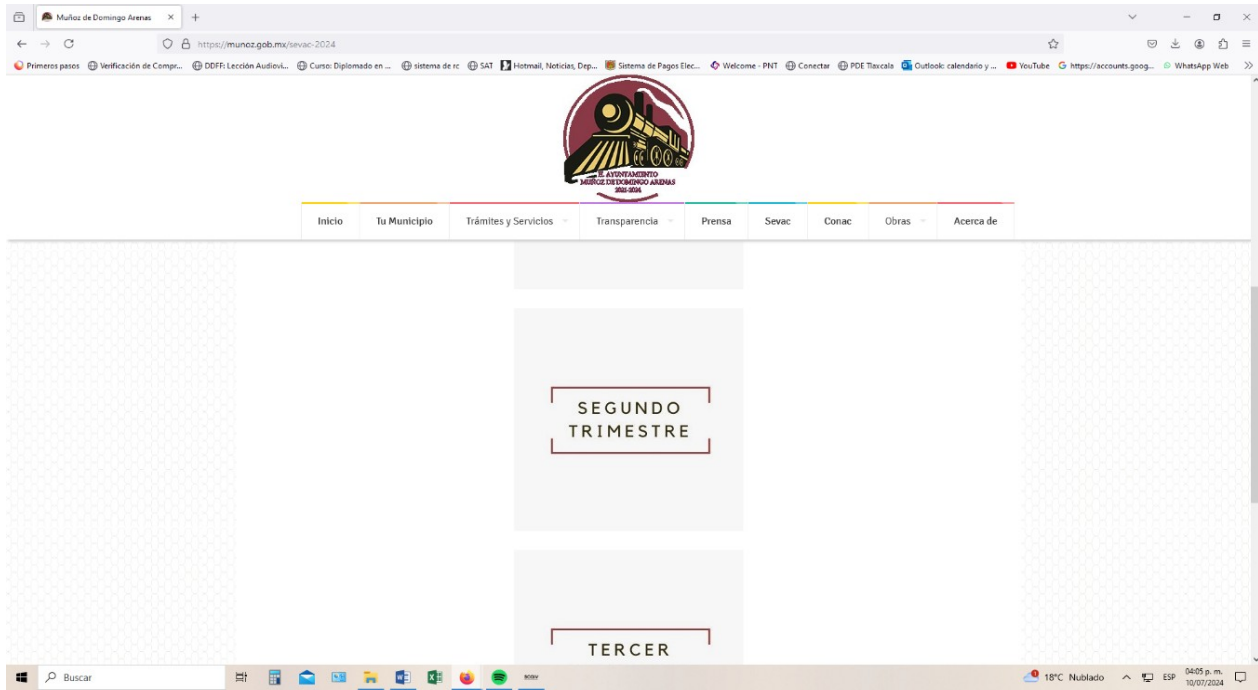 Muñoz de Domingo Arenas
https://munoz.gob.mx/sevac-2024
Primeros pasos Verificación de Compr... DDFF: Lección Audiovi... Curso: Diplomado en ... sistema de rc SAT Hotmail, Noticias, Dep... Sistema de Pagos Elec... Welcome - PNT Conectar PDE Tlaxcala Outlook: calendario y ... YouTube https://accounts.goog... WhatsApp Web
H. AYUNTAMIENTO
MUÑOZ DE DOMINGO ARENAS
2021-2024
Inicio Tu Municipio Trámites y Servicios Transparencia Prensa Sevac Conac Obras Acerca de
SEGUNDO
TRIMESTRE
TERCER
Buscar
18°C Nublado ESP 04:05 p. m.
10/07/2024